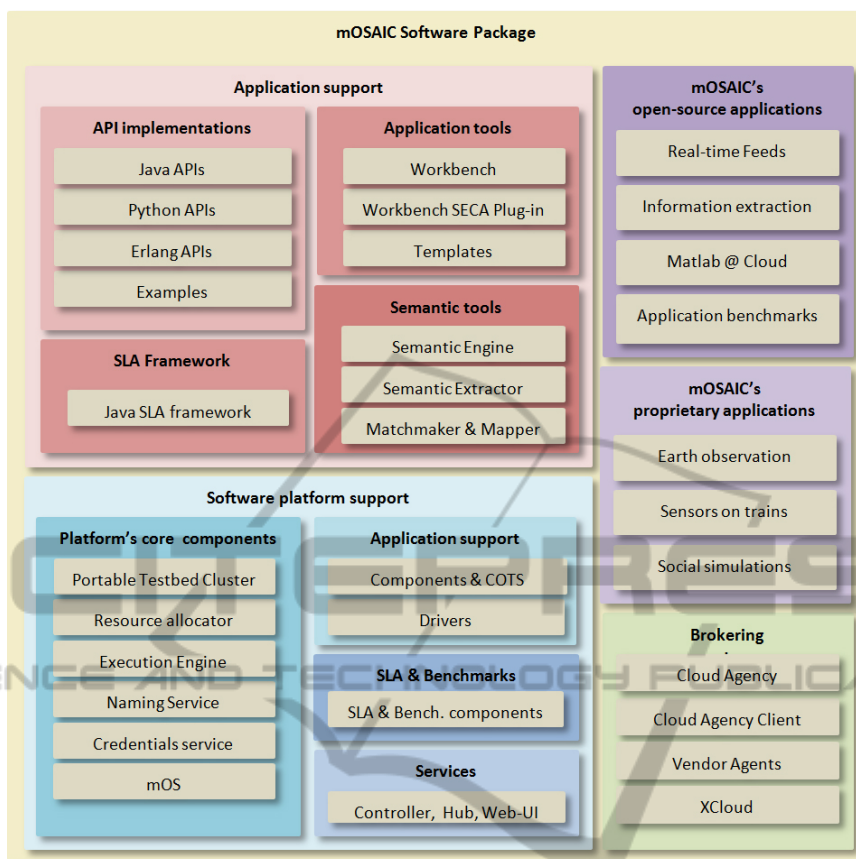 mOSAIC Software Package
Application support
API implementations
Java APIs
Python APIs
Erlang APIs
Examples
SLA Framework
Java SLA framework
Application tools
Workbench
Workbench SECA Plug-in
Templates
Semantic tools
Semantic Engine
Semantic Extractor
Matchmaker & Mapper
mOSAIC's
open-source applications
Real-time Feeds
Information extraction
Matlab @ Cloud
Application benchmarks
mOSAIC's
proprietary applications
Earth observation
Sensors on trains
Social simulations
Software platform support
Platform's core components
Portable Testbed Cluster
Resource allocator
Execution Engine
Naming Service
Credentials service
mOS
Application support
Components & COTS
Drivers
SLA & Benchmarks
SLA & Bench. components
Services
Controller, Hub, Web-UI
Brokering
Cloud Agency
Cloud Agency Client
Vendor Agents
XCloud